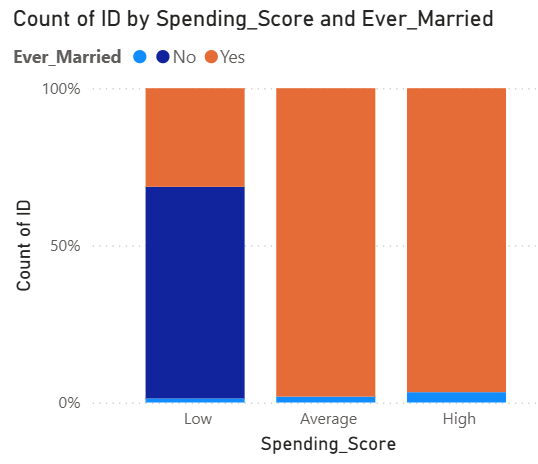 Count of ID by Spending_Score and Ever_Married
Ever_Married No Yes
100%
50%
0%
Count of ID
Low Average High
Spending_Score